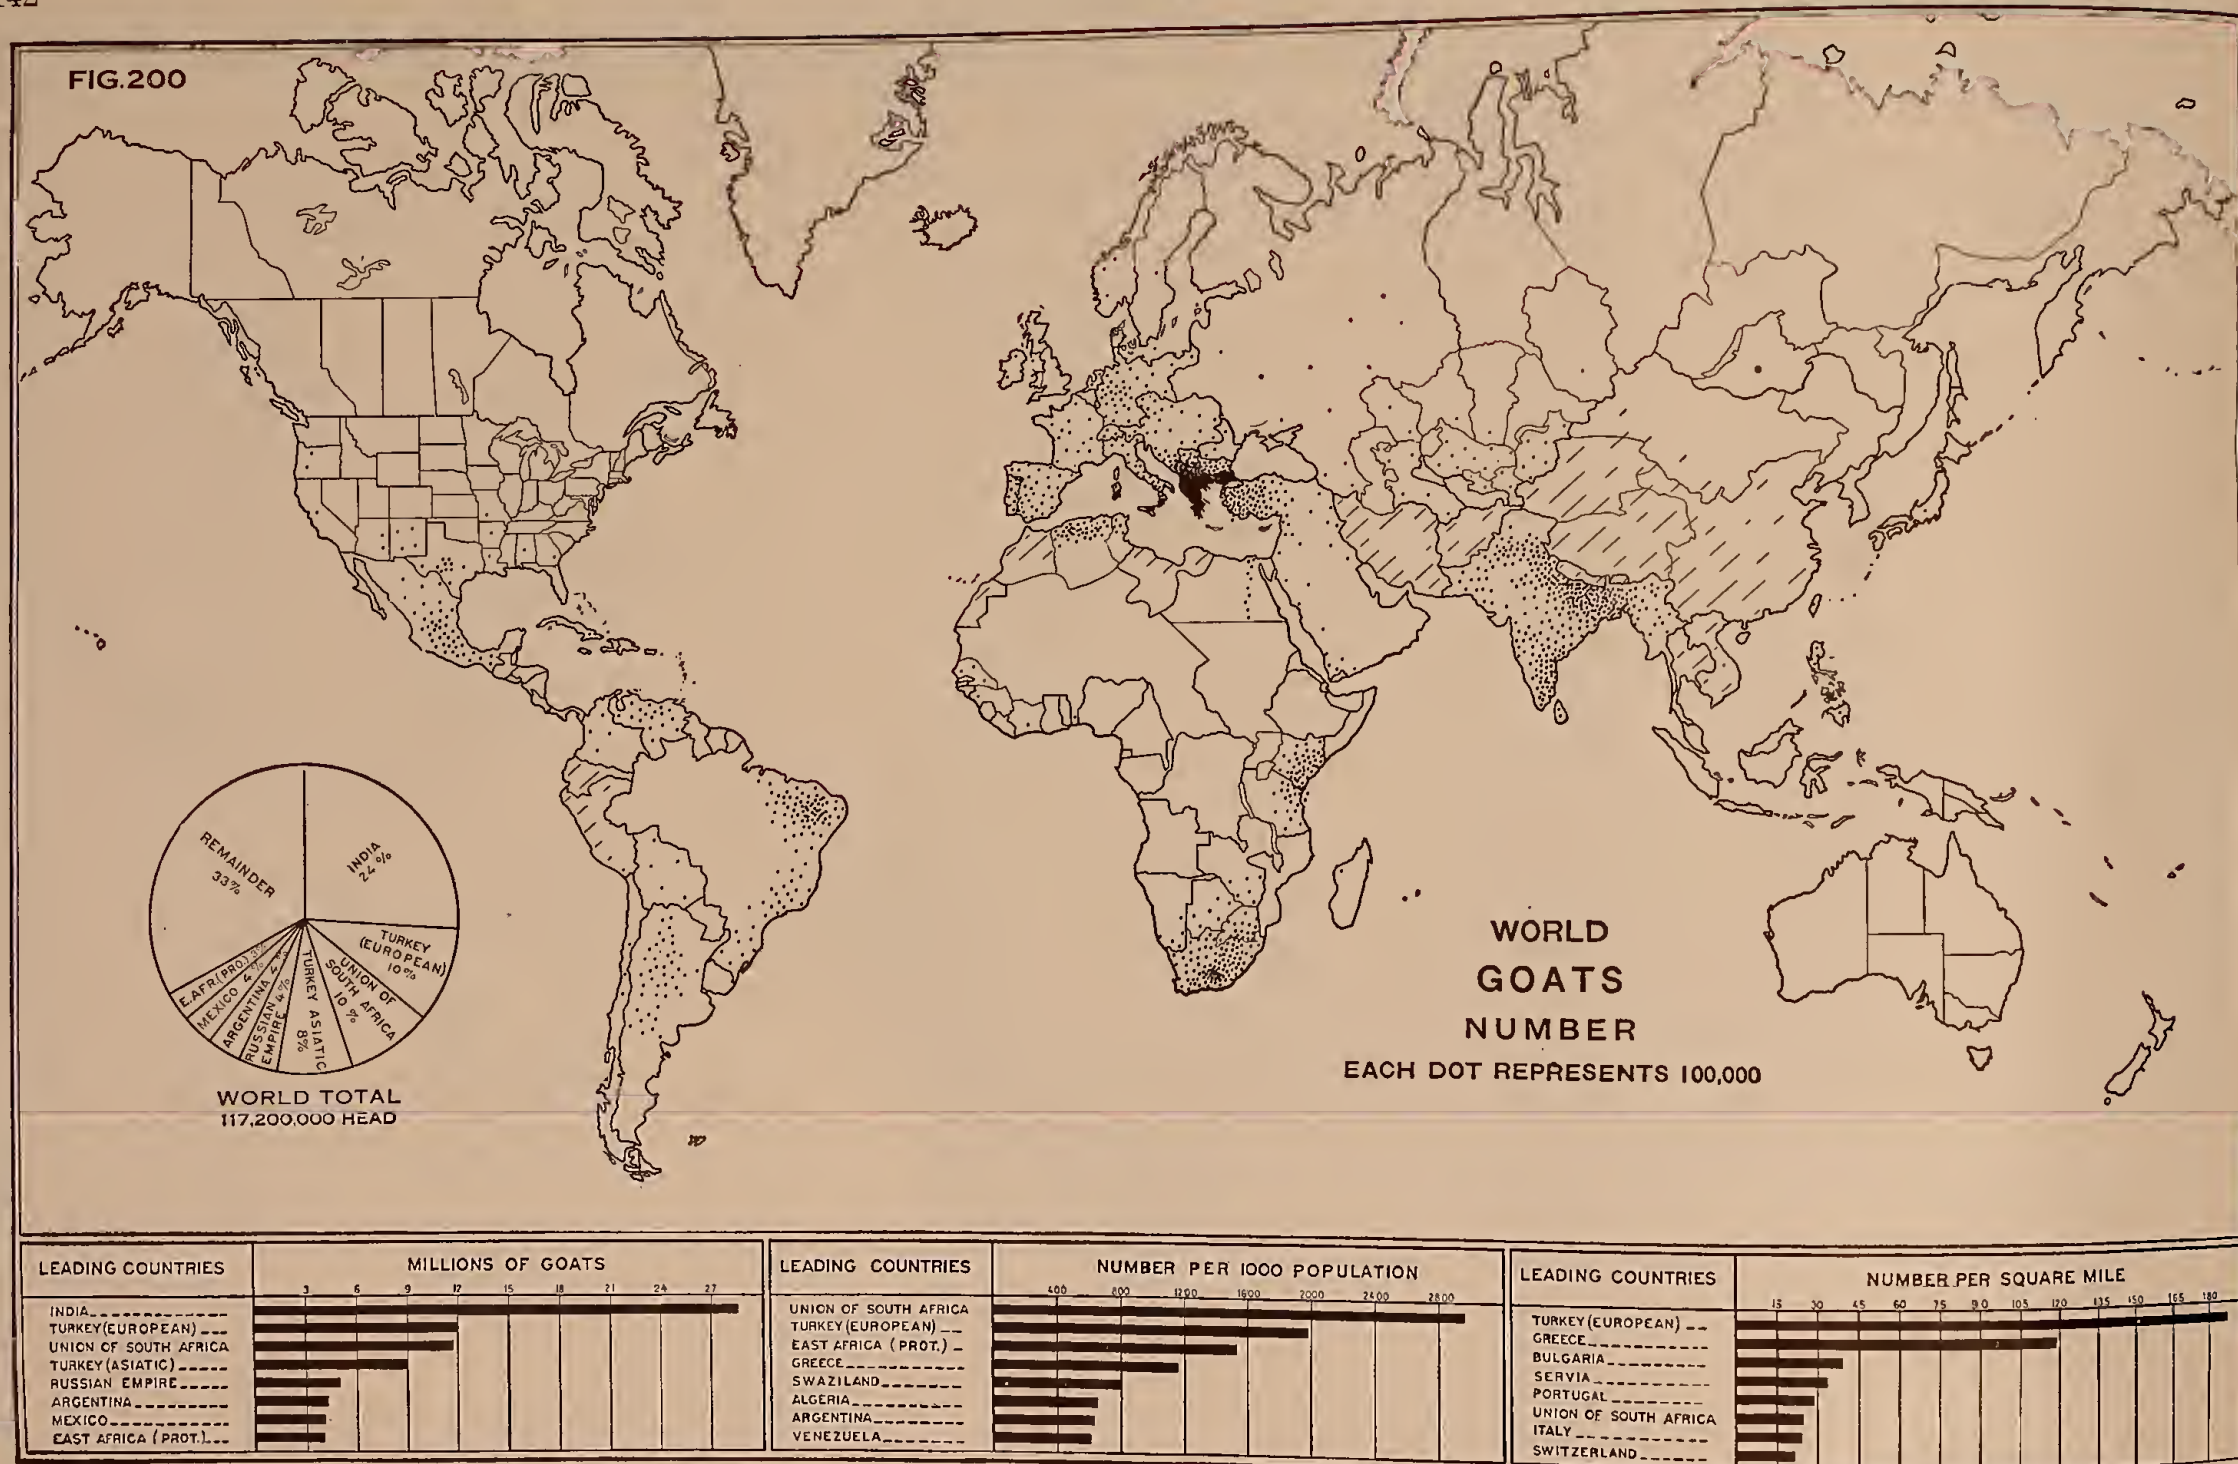 FIG.200
REMAINDER
33%
INDIA
24%
TURKEY
(EUROPEAN)
10%
UNION OF
SOUTH AFRICA
10%
TURKEY ASIATIC
8%
RUSSIAN
EMPIRE 4%
ARGENTINA 4%
MEXICO 4%
E.AFR.(PRO.) 3%
WORLD TOTAL
117,200,000 HEAD
WORLD
GOATS
NUMBER
EACH DOT REPRESENTS 100,000
LEADING COUNTRIES
MILLIONS OF GOATS
3 6 9 12 15 18 21 24 27
INDIA
TURKEY(EUROPEAN)
UNION OF SOUTH AFRICA
TURKEY(ASIATIC)
RUSSIAN EMPIRE
ARGENTINA
MEXICO
EAST AFRICA (PROT.)
LEADING COUNTRIES
NUMBER PER 1000 POPULATION
400 800 1200 1600 2000 2400 2800
UNION OF SOUTH AFRICA
TURKEY(EUROPEAN)
EAST AFRICA (PROT.)
GREECE
SWAZILAND
ALGERIA
ARGENTINA
VENEZUELA
LEADING COUNTRIES
NUMBER PER SQUARE MILE
15 30 45 60 75 90 105 120 135 150 165 180
TURKEY(EUROPEAN)
GREECE
BULGARIA
SERVIA
PORTUGAL
UNION OF SOUTH AFRICA
ITALY
SWITZERLAND